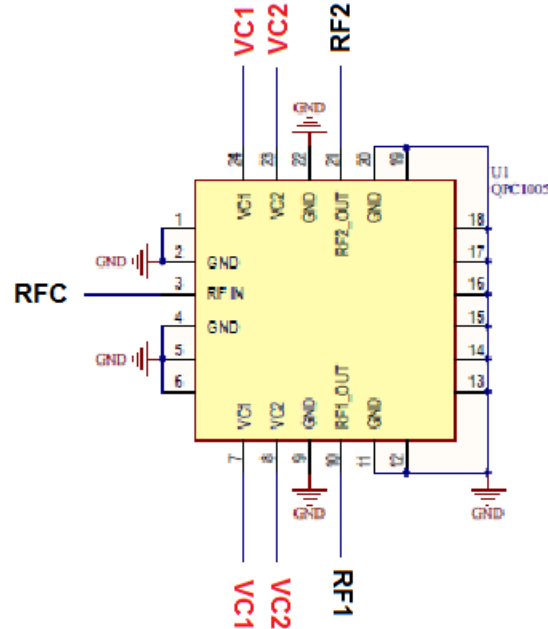 VC1 VC2 RF2
GND
24 23 22 21 20 19
U1
QPC1005
VC1 VC2 GND RF2_OUT GND
1 18
GND 2 GND 17
RFC 3 RF IN 16
4 GND 15
GND 5 14
6 13
VC1 VC2 GND RF1_OUT GND
7 8 9 10 11 12
GND GND
VC1 VC2 RF1